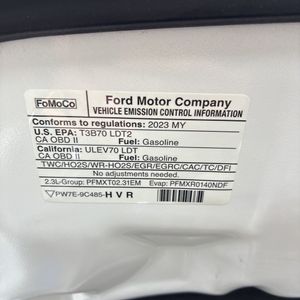 FoMoCo
Ford Motor Company
VEHICLE EMISSION CONTROL INFORMATION
Conforms to regulations: 2023 MY
U.S. EPA: T3B70 LDT2
CA OBD II Fuel: Gasoline
California: ULEV70 LDT
CA OBD II Fuel: Gasoline
TWC/HO2S/WR-HO2S/EGR/EGRC/CAC/TC/DFI
No adjustments needed.
2.3L-Group: PFMXT02.31EM Evap: PFMXR0140NDF
PW7E-9C485-HVR